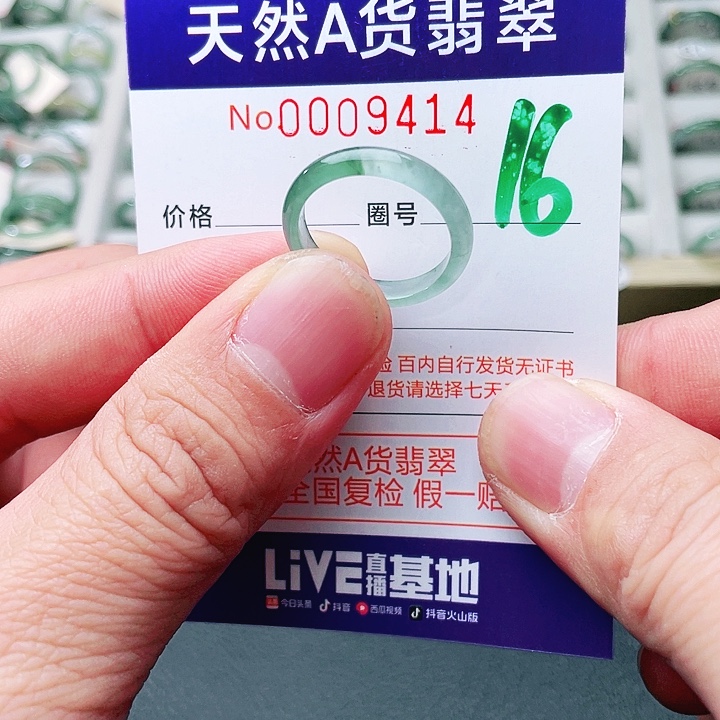 天然A货翡翠
No.0009414
16
价格
圈号
百内自行发货无证书
退货请选择七天
然A货翡翠
全国复检 假一赔
LiVE直播基地
今日头条 抖音 西瓜视频 抖音火山版